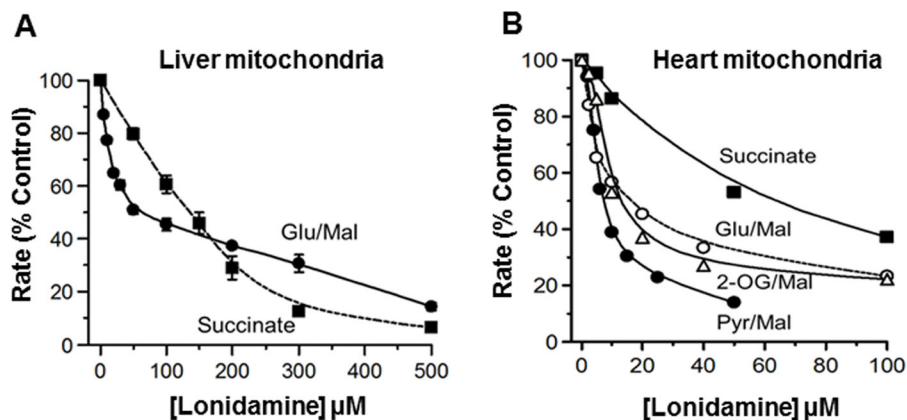 A
Liver mitochondria
Rate (% Control)
100
80
60
40
20
0
Glu/Mal
Succinate
0 100 200 300 400 500
[Lonidamine] µM
B
Heart mitochondria
Rate (% Control)
100
80
60
40
20
0
Succinate
Glu/Mal
2-OG/Mal
Pyr/Mal
0 20 40 60 80 100
[Lonidamine] µM